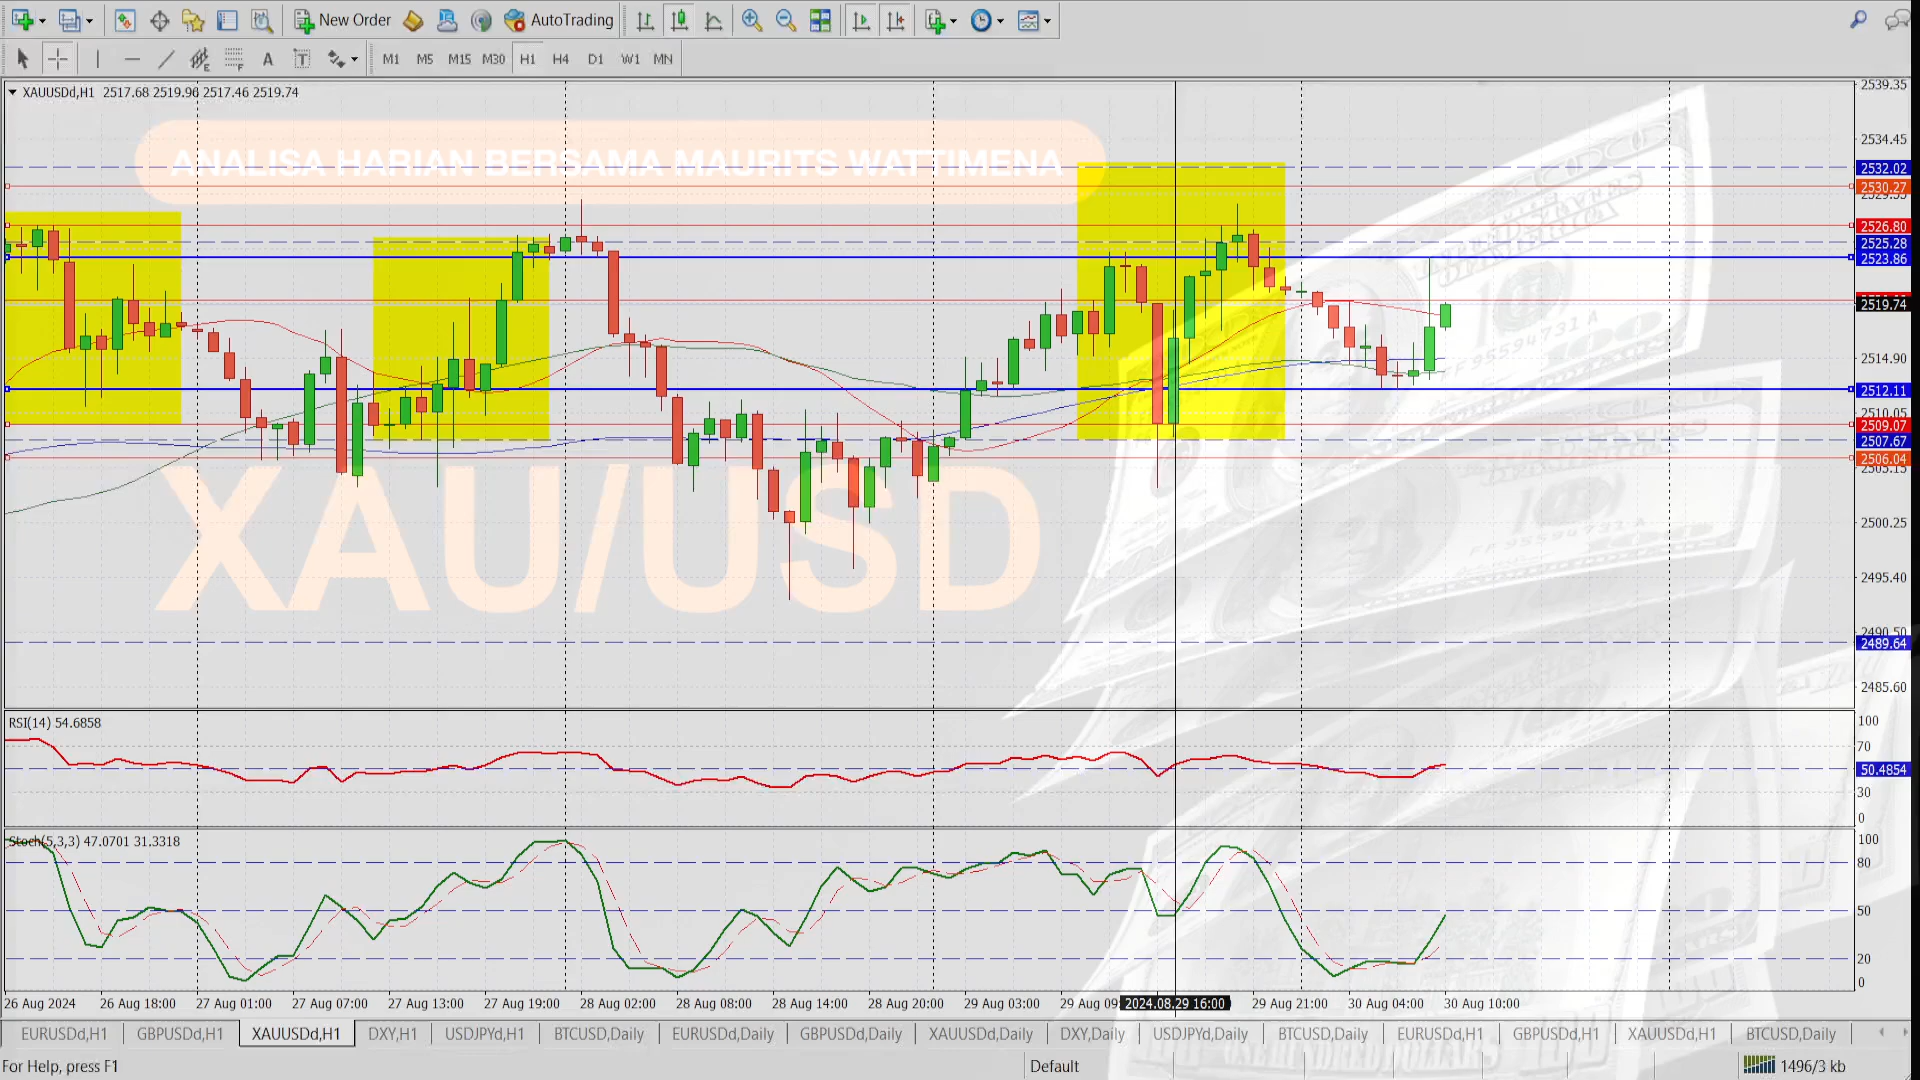 New Order
AutoTrading
M1 M5 M15 M30 H1 H4 D1 W1 MN
XAUUSDd,H1 2517.68 2519.96 2517.46 2519.74
ANALISA HARIAN BERSAMA MAURITS WATTIMENA
XAU/USD
2539.35
2534.45
2532.02
2530.27
2526.80
2525.28
2523.86
2519.74
2514.90
2512.11
2510.05
2509.07
2507.67
2506.04
2500.25
2495.40
2490.50
2489.64
2485.60
RSI(14) 54.6858
100
70
50.4854
30
0
Stoch(5,3,3) 47.0701 31.3318
100
80
50
20
0
26 Aug 2024 26 Aug 18:00 27 Aug 01:00 27 Aug 07:00 27 Aug 13:00 27 Aug 19:00 28 Aug 02:00 28 Aug 08:00 28 Aug 14:00 28 Aug 20:00 29 Aug 03:00 29 Aug 09: 2024.08.29 16:00 29 Aug 21:00 30 Aug 04:00 30 Aug 10:00
EURUSDd,H1 GBPUSDd,H1 XAUUSDd,H1 DXY,H1 USDJPYd,H1 BTCUSD,Daily EURUSDd,Daily GBPUSDd,Daily XAUUSDd,Daily DXY,Daily USDJPYd,Daily BTCUSD,Daily EURUSDd,H1 GBPUSDd,H1 XAUUSDd,H1 BTCUSD,Daily
For Help, press F1
Default
1496/3 kb